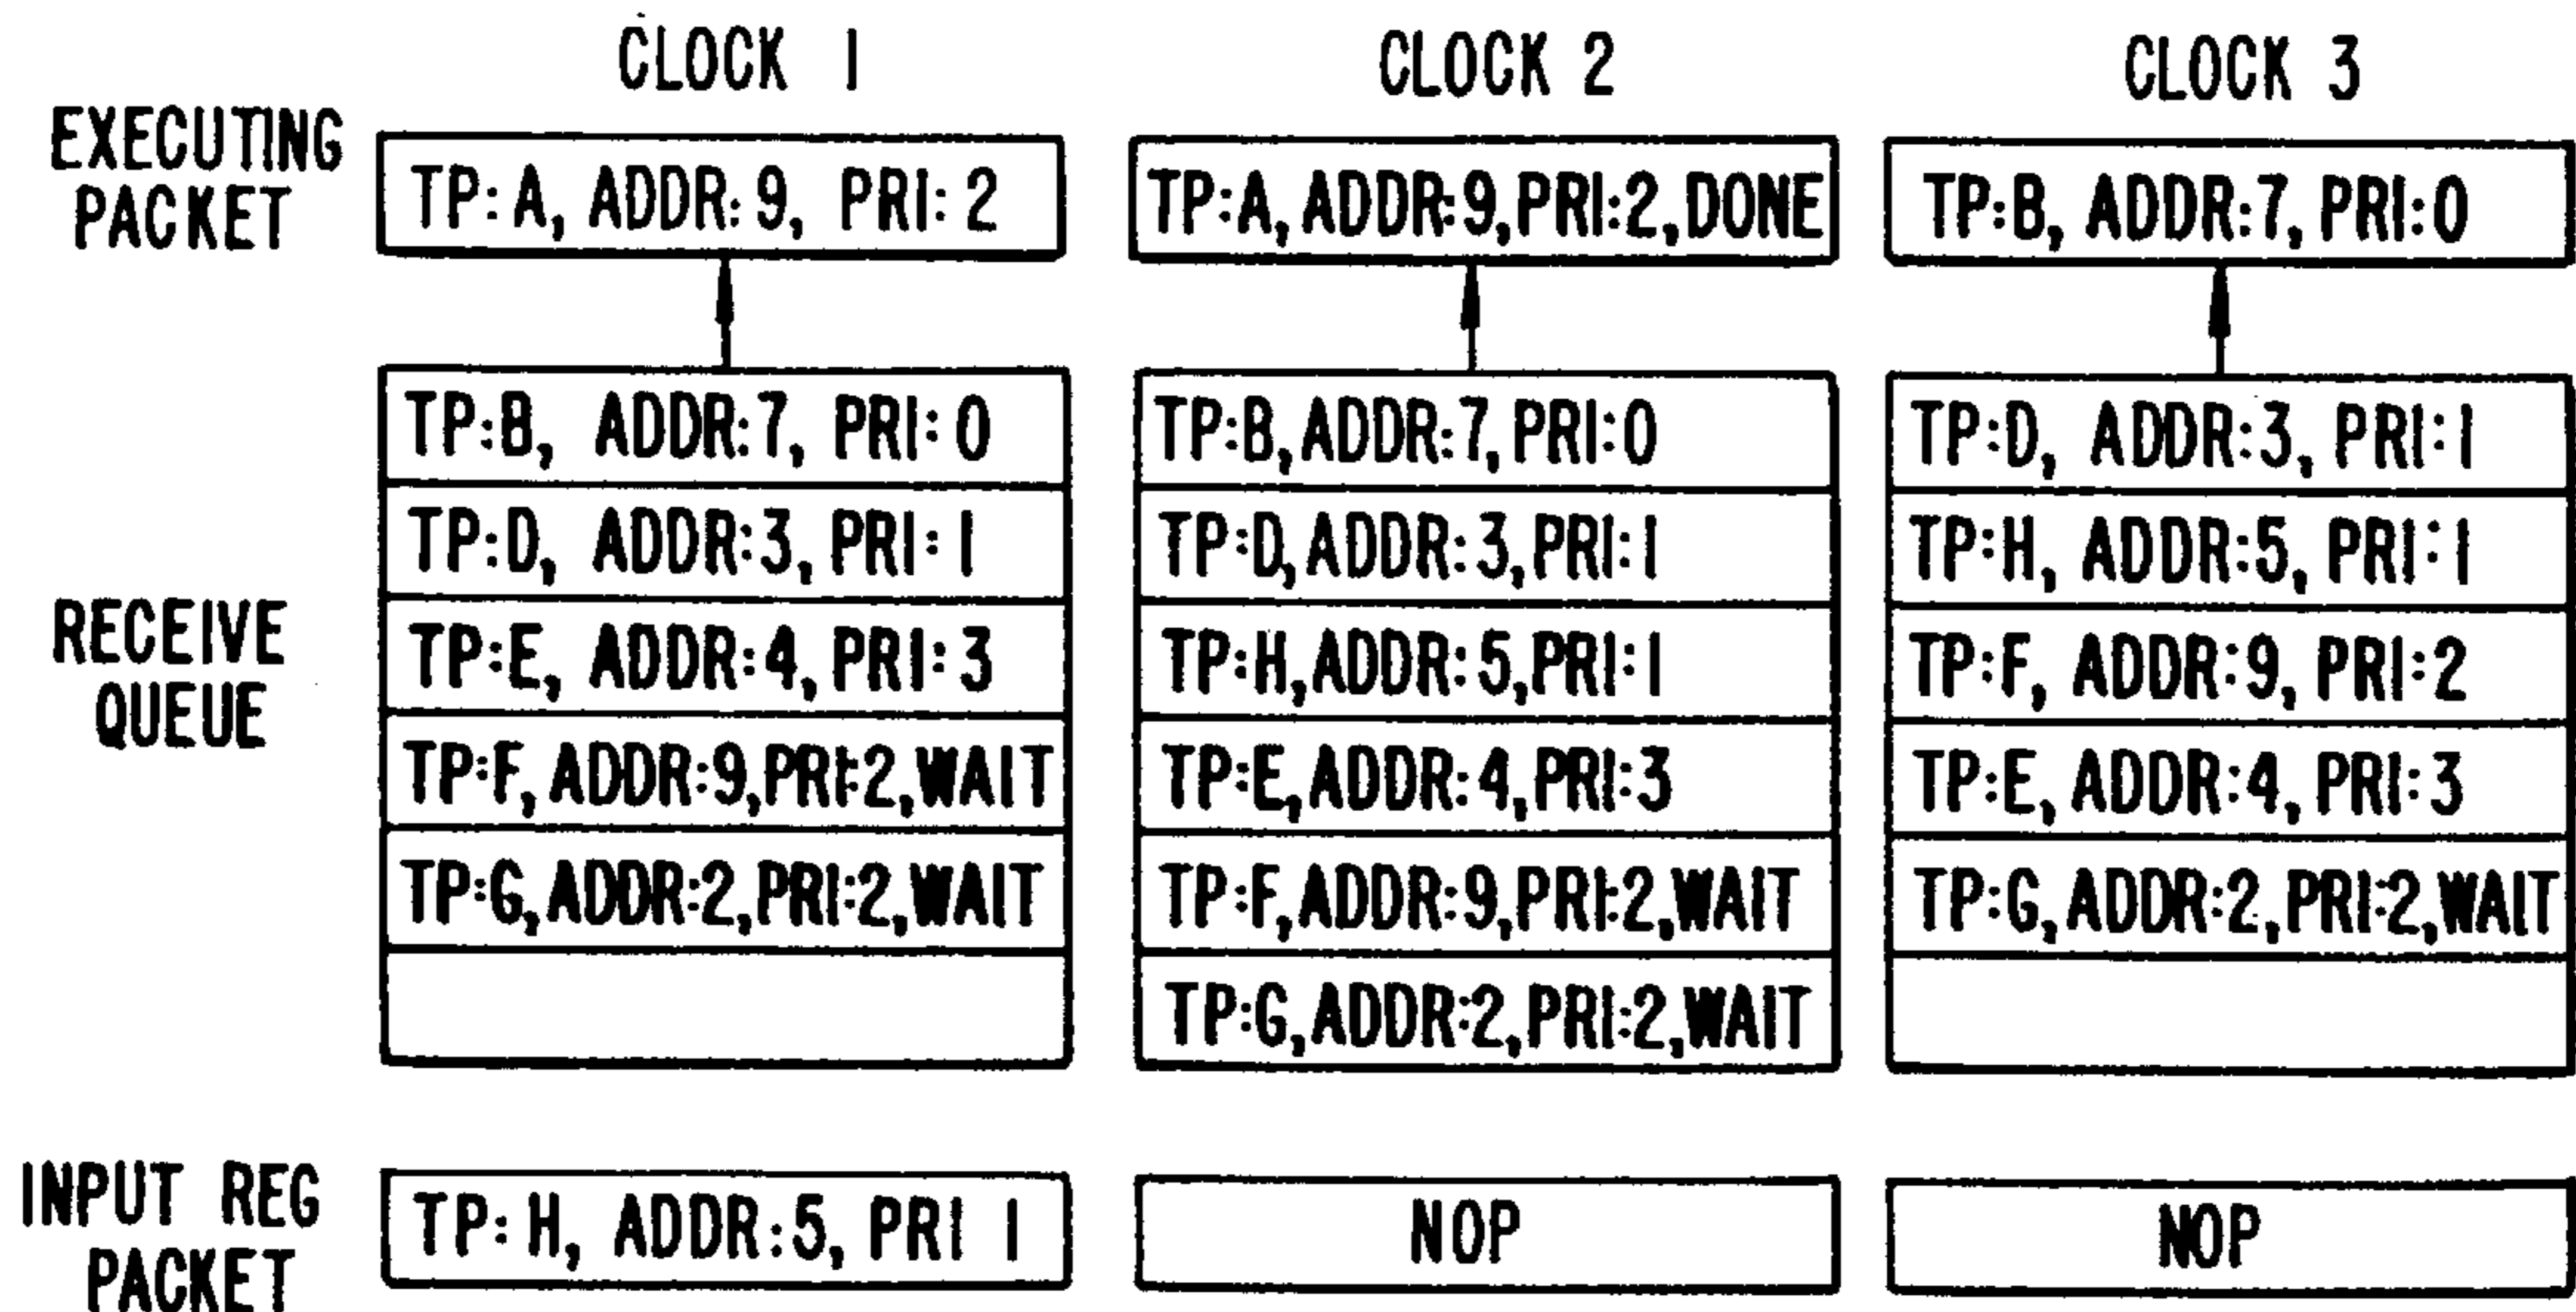 CLOCK 1 CLOCK 2 CLOCK 3
EXECUTING
PACKET
TP:A, ADDR:9, PRI:2
TP:A,ADDR:9,PRI:2,DONE
TP:B, ADDR:7, PRI:0
RECEIVE
QUEUE
TP:B, ADDR:7, PRI:0
TP:D, ADDR:3, PRI:1
TP:E, ADDR:4, PRI:3
TP:F, ADDR:9,PRI:2,WAIT
TP:G,ADDR:2,PRI:2,WAIT
TP:B,ADDR:7,PRI:0
TP:D,ADDR:3,PRI:1
TP:H,ADDR:5,PRI:1
TP:E,ADDR:4,PRI:3
TP:F,ADDR:9,PRI:2,WAIT
TP:G,ADDR:2,PRI:2,WAIT
TP:D, ADDR:3, PRI:1
TP:H, ADDR:5, PRI:1
TP:F, ADDR:9, PRI:2
TP:E, ADDR:4, PRI:3
TP:G,ADDR:2,PRI:2,WAIT
INPUT REG
PACKET
TP:H, ADDR:5, PRI 1
NOP
NOP